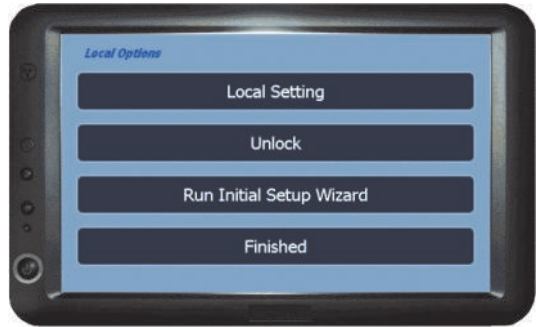 Local Options
Local Setting
Unlock
Run Initial Setup Wizard
Finished